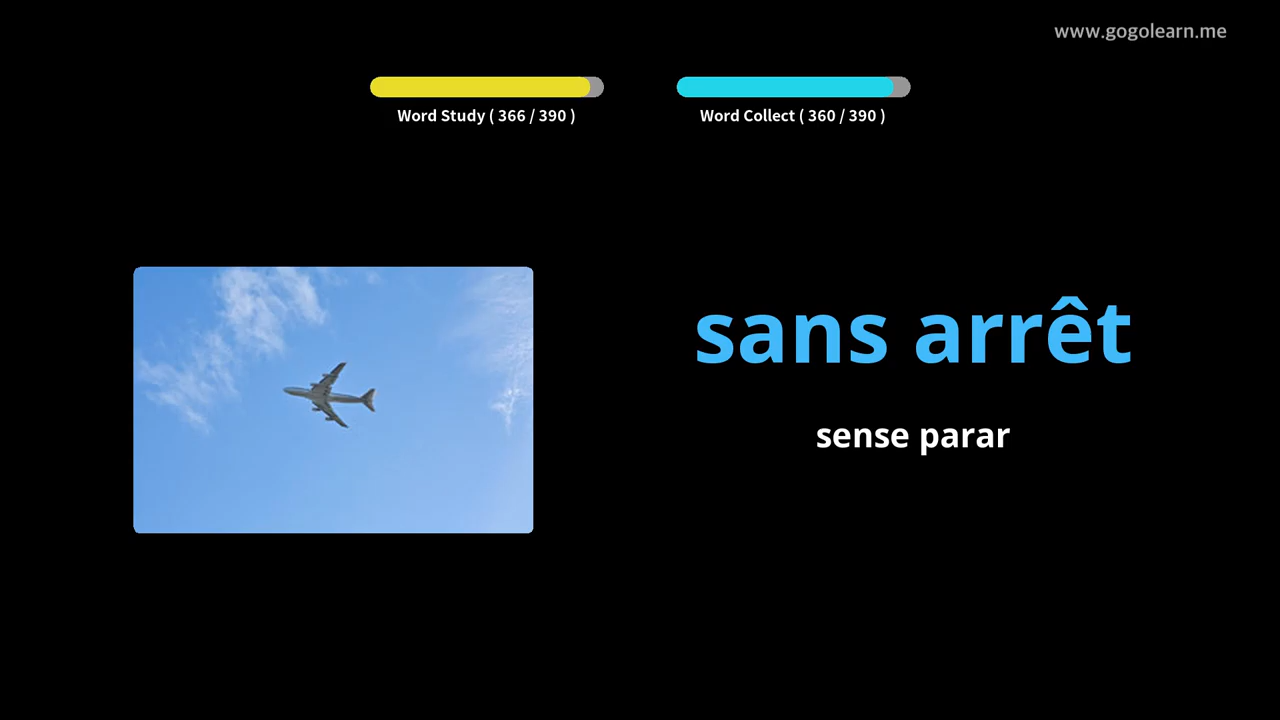 www.gogolearn.me
Word Study ( 366 / 390 )
Word Collect ( 360 / 390 )
sans arrêt
sense parar